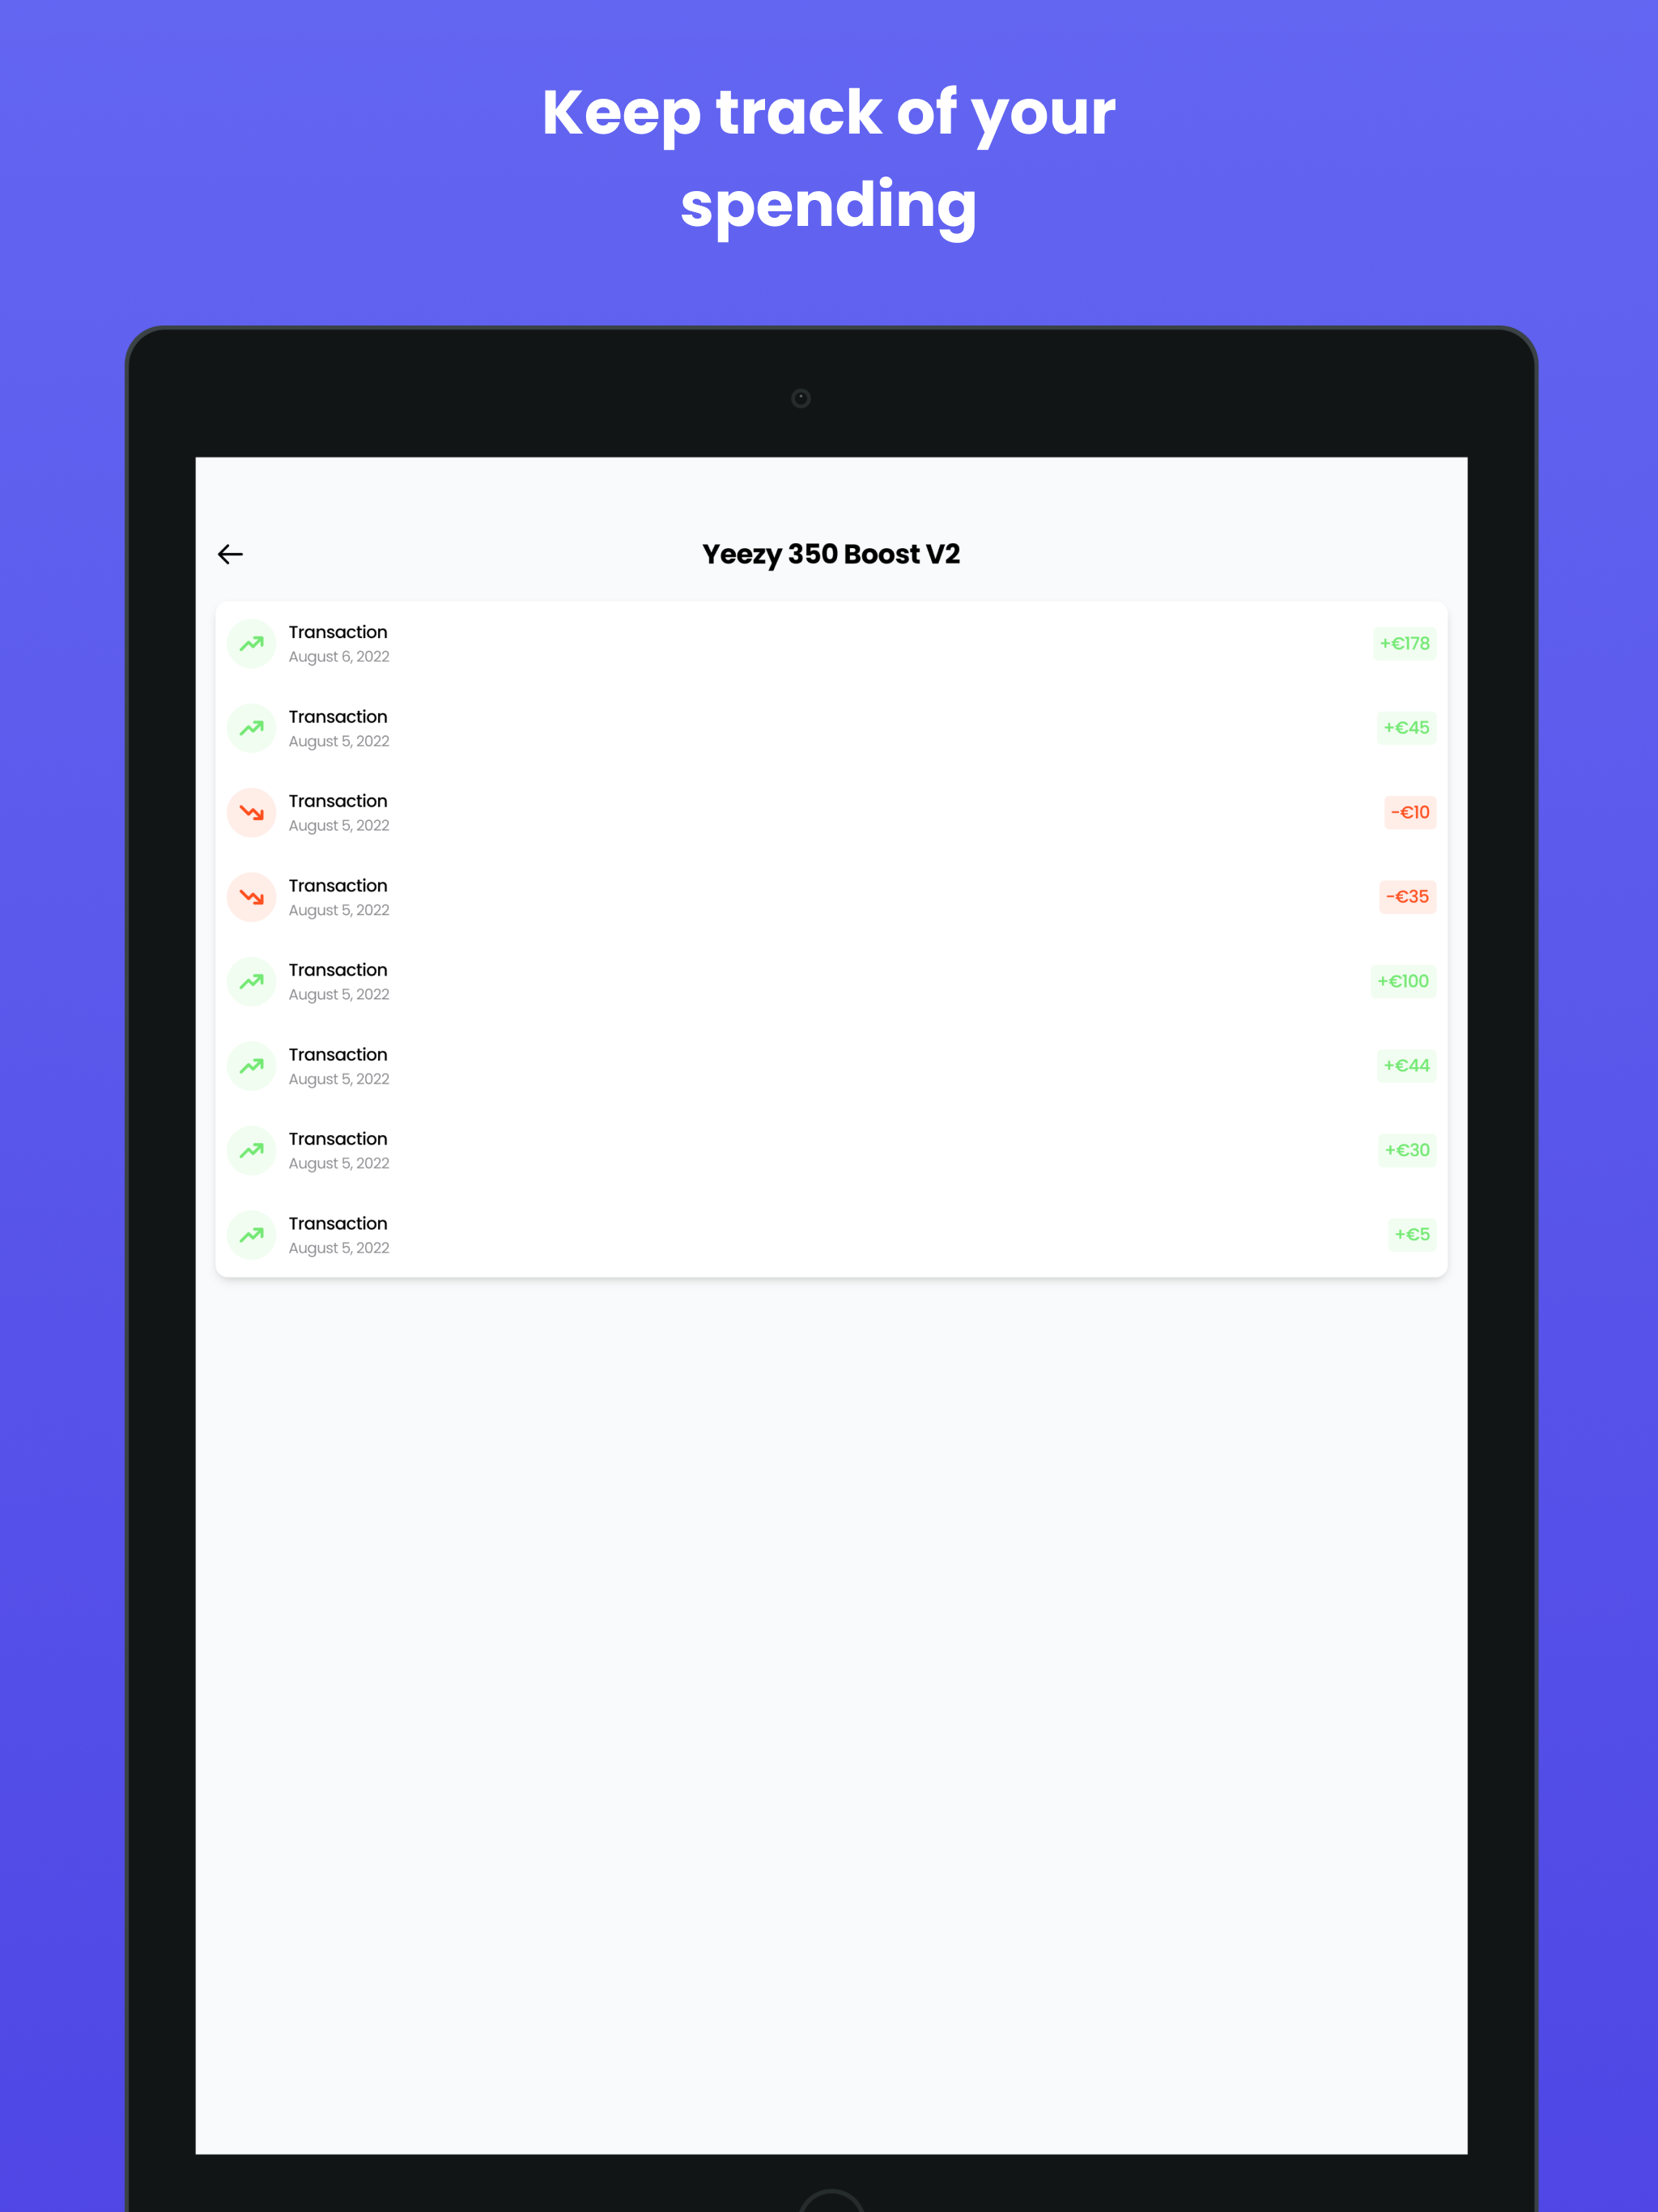 Keep track of your
spending
Yeezy 350 Boost V2
Transaction
August 6, 2022
+€178
Transaction
August 5, 2022
+€45
Transaction
August 5, 2022
-€10
Transaction
August 5, 2022
-€35
Transaction
August 5, 2022
+€100
Transaction
August 5, 2022
+€44
Transaction
August 5, 2022
+€30
Transaction
August 5, 2022
+€5